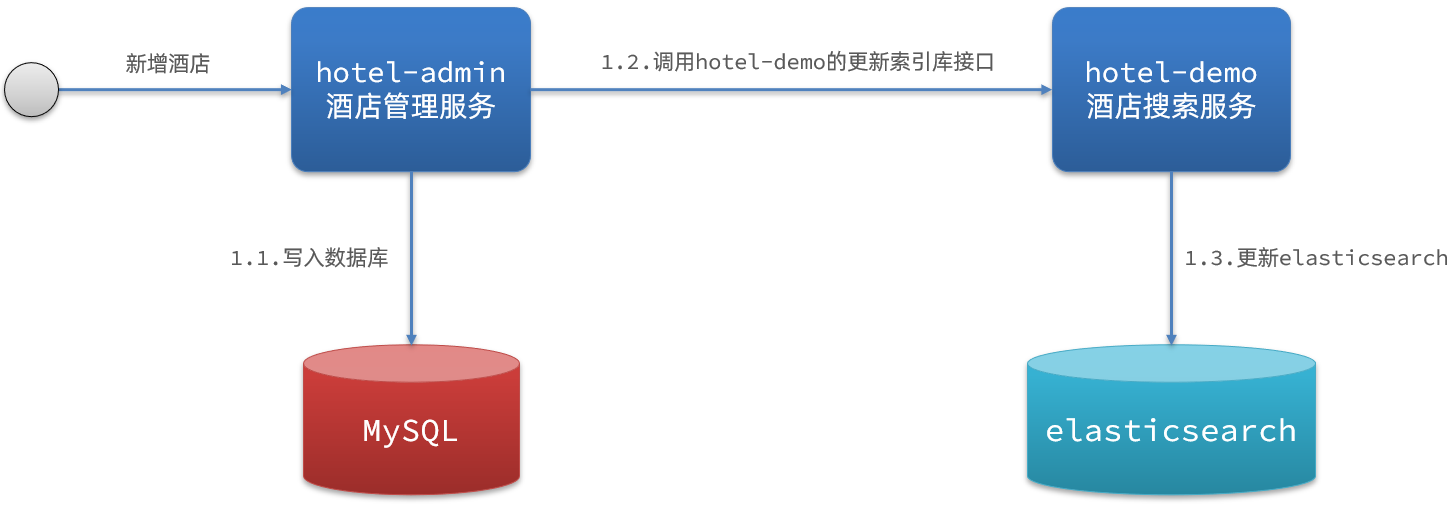 新增酒店
hotel-admin
酒店管理服务
1.2.调用hotel-demo的更新索引库接口
hotel-demo
酒店搜索服务
1.1.写入数据库
1.3.更新elasticsearch
MySQL
elasticsearch